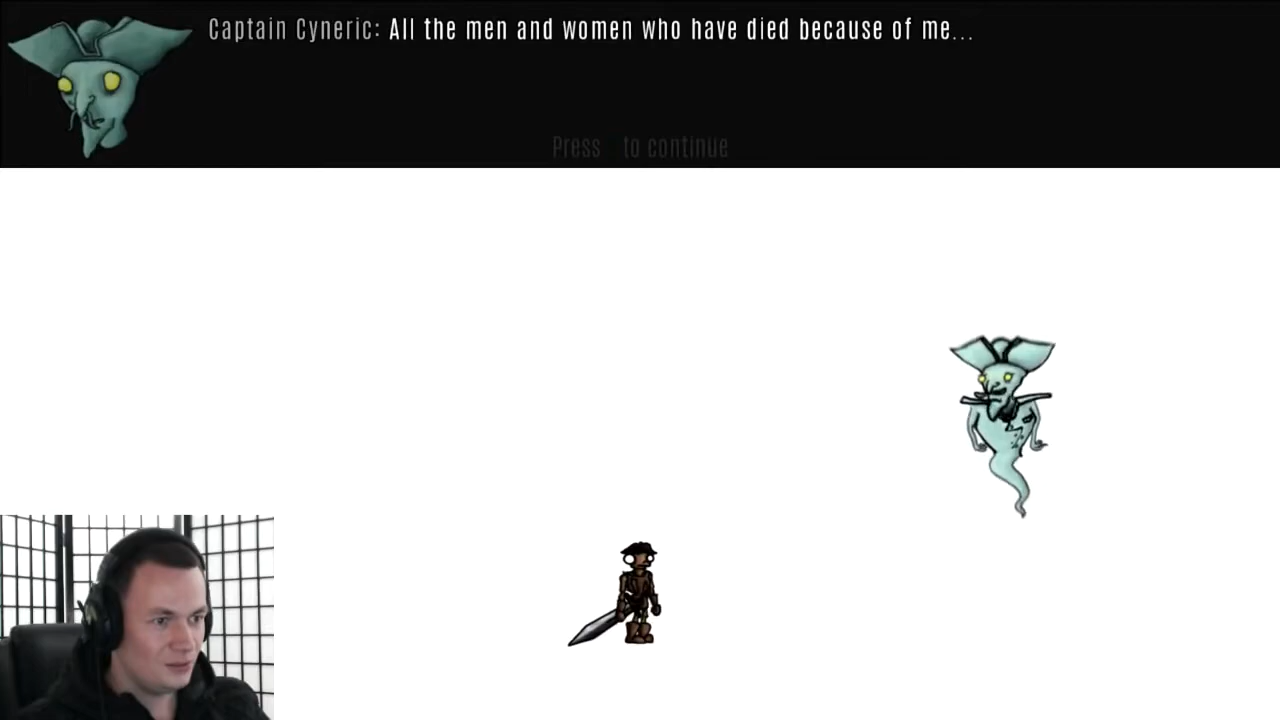 Captain Cyneric: All the men and women who have died because of me...
Press to continue